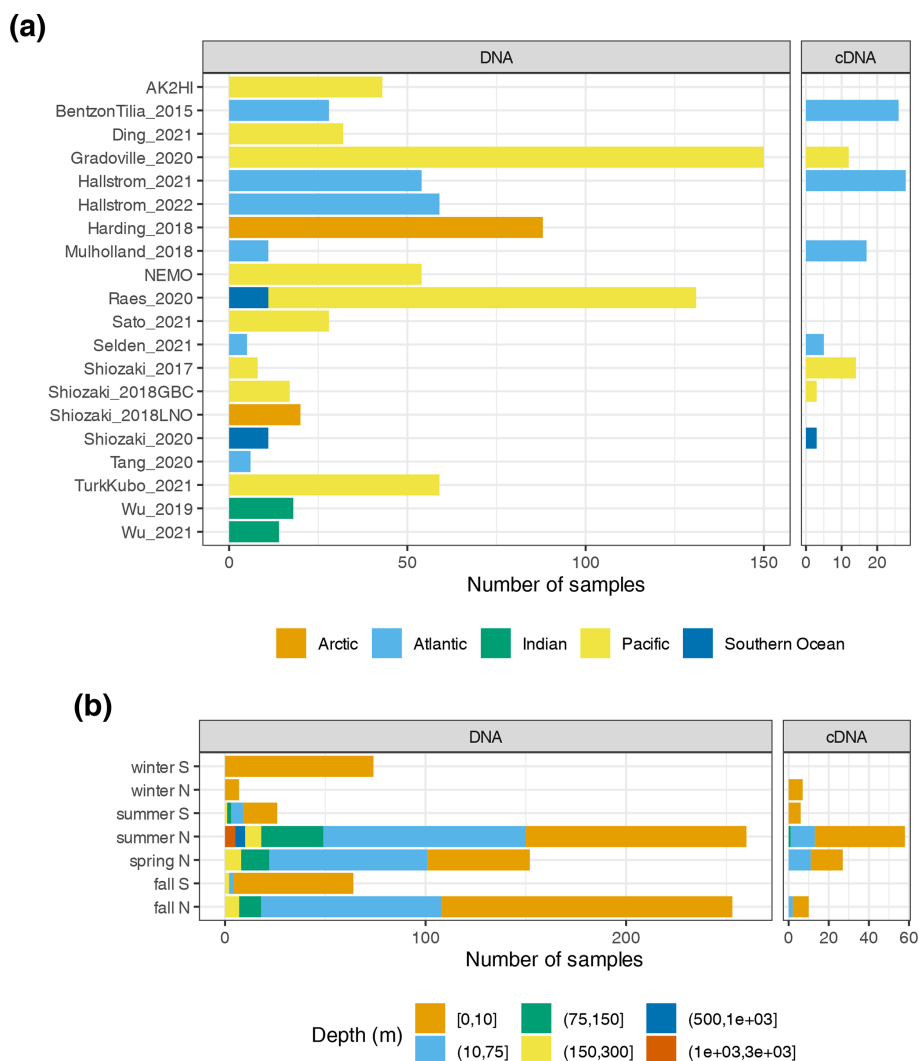 (a)
DNA cDNA
AK2HI
BentzonTilia_2015
Ding_2021
Gradoville_2020
Hallstrom_2021
Hallstrom_2022
Harding_2018
Mulholland_2018
NEMO
Raes_2020
Sato_2021
Selden_2021
Shiozaki_2017
Shiozaki_2018GBC
Shiozaki_2018LNO
Shiozaki_2020
Tang_2020
TurkKubo_2021
Wu_2019
Wu_2021
0 50 100 150 0 10 20
Number of samples
Arctic Atlantic Indian Pacific Southern Ocean
(b)
DNA cDNA
winter S
winter N
summer S
summer N
spring N
fall S
fall N
0 100 200 0 20 40 60
Number of samples
Depth (m)
[0,10] (75,150] (500,1e+03]
(10,75] (150,300] (1e+03,3e+03]